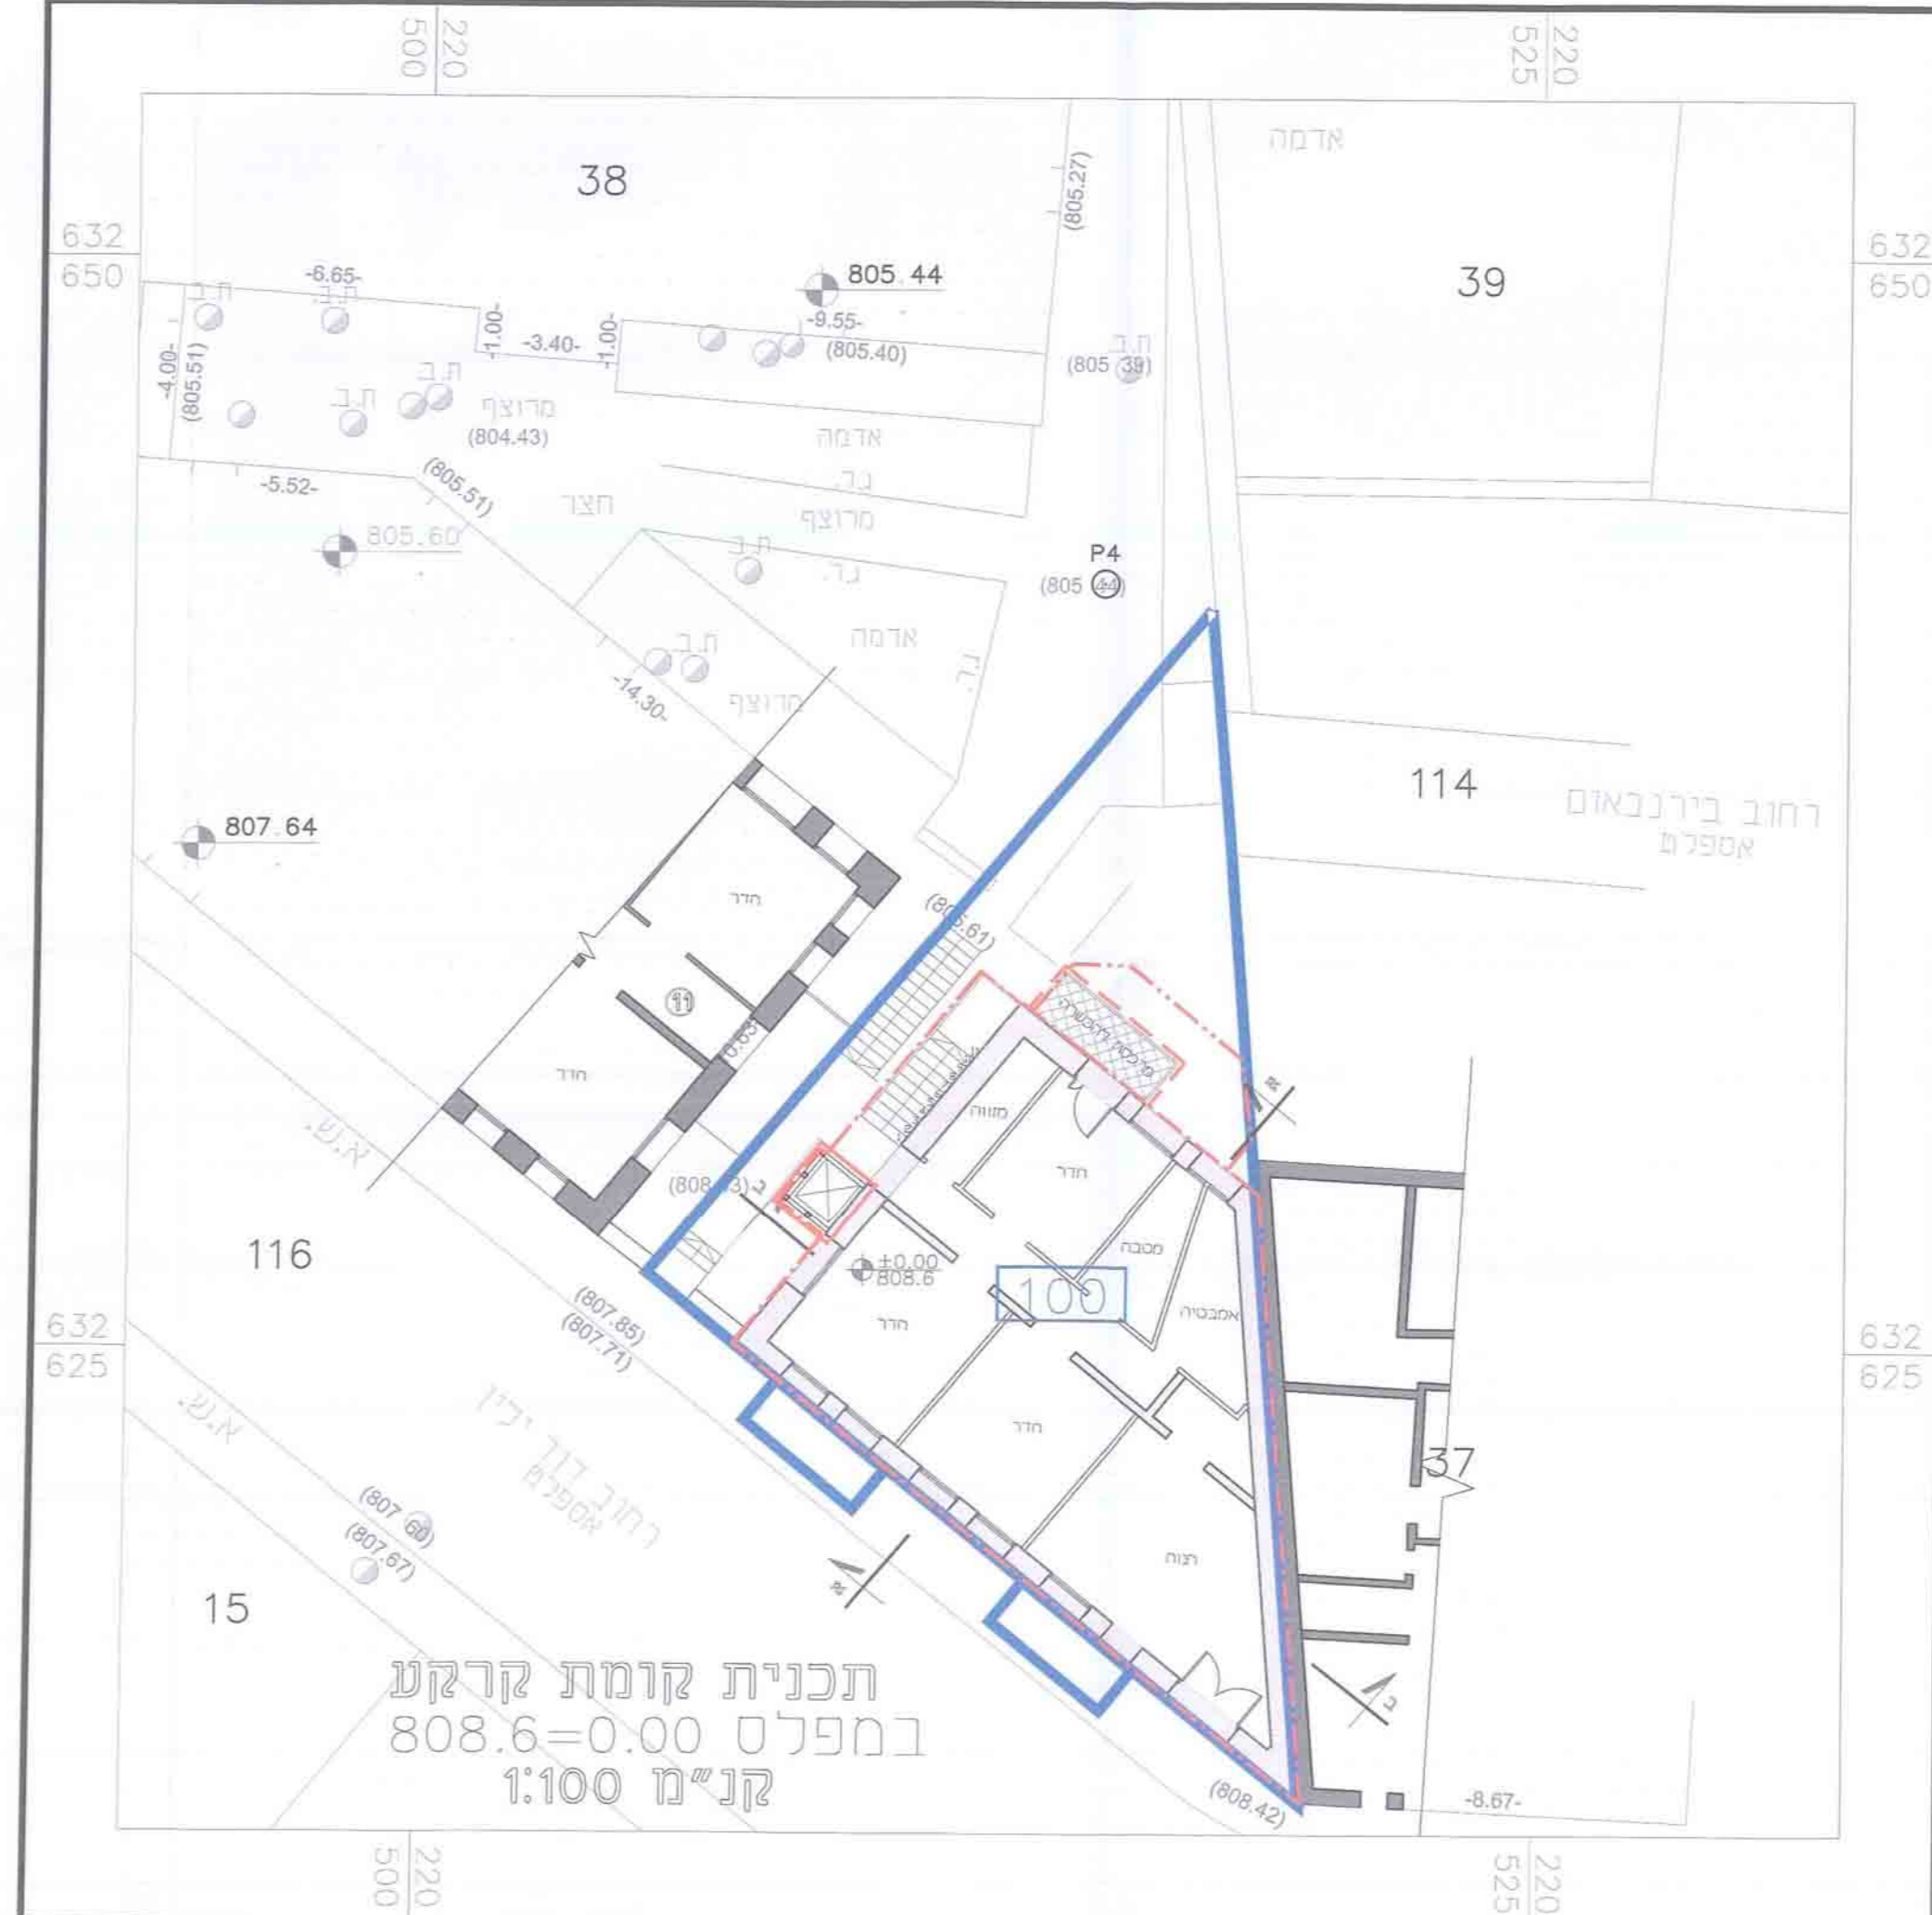 220
500
220
525
אדמה
38
(805.27)
632
650
632
650
39
-6.65-
805.44
ת.ב
ת.ב.
-1.00-
-3.40-
-1.00-
-9.55-
(805.40)
ת.ב
(805.39)
-4.00-
(805.51)
ת.ב
ת.ב
מרוצף
(804.43)
אדמה
ג.ר.
(805.51)
-5.52-
חצר
מרוצף
805.60
ת.ב
ג.ר.
P4
(805.44)
אדמה
ת.ב
ג.ר.
-14.30-
מרוצף
114
רחוב בירנבאום
אספלט
807.64
חדר
(805.61)
11
חדר
מזווה
חדר
א.ש.
ב
א
116
±0.00
808.6
מטבח
100
אמבטיה
חדר
(807.85)
(807.71)
632
625
632
625
א.ש.
רחוב דוד ילין
אספלט
חדר
37
(807.60)
(807.67)
א
15
ב
תכנית קומת קרקע
במפלס 0.00=808.6
קנ״מ 1:100
(808.42)
-8.67-
220
500
220
525